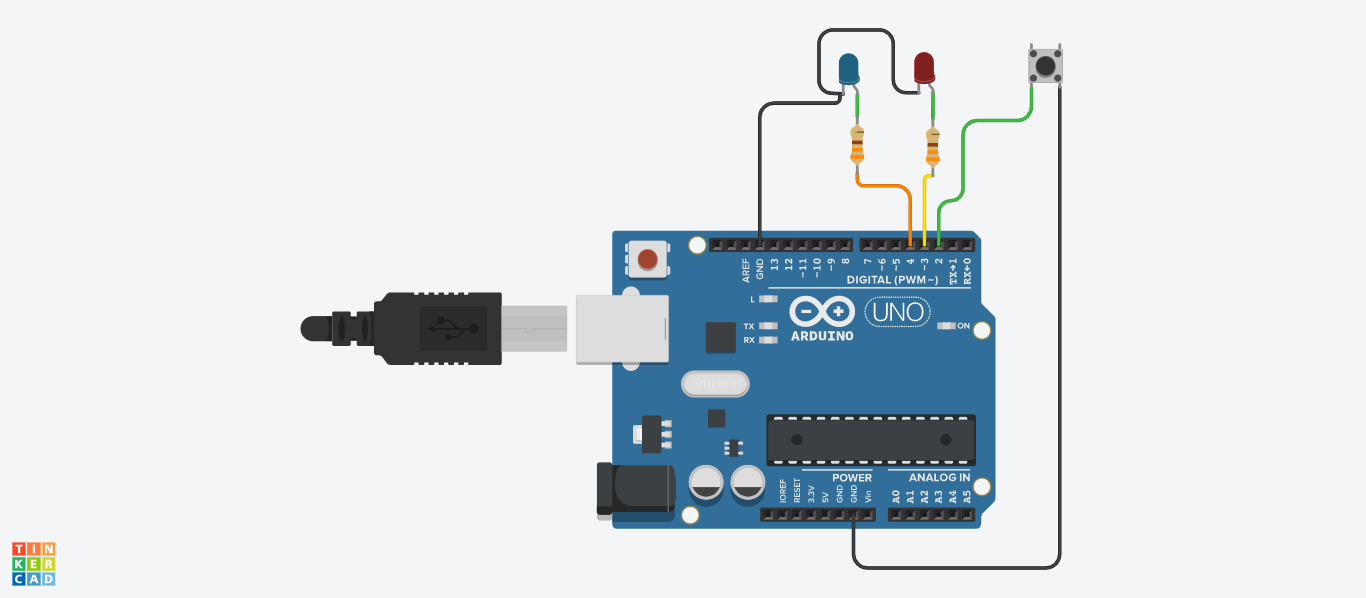 AREF
GND
13
12
~11
~10
~9
8
7
~6
~5
4
~3
2
TX→1
RX←0
DIGITAL (PWM~)
L
TX
RX
ARDUINO
UNO
ON
POWER
ANALOG IN
IOREF
RESET
3.3V
5V
GND
GND
Vin
A0
A1
A2
A3
A4
A5
TIN
KER
CAD